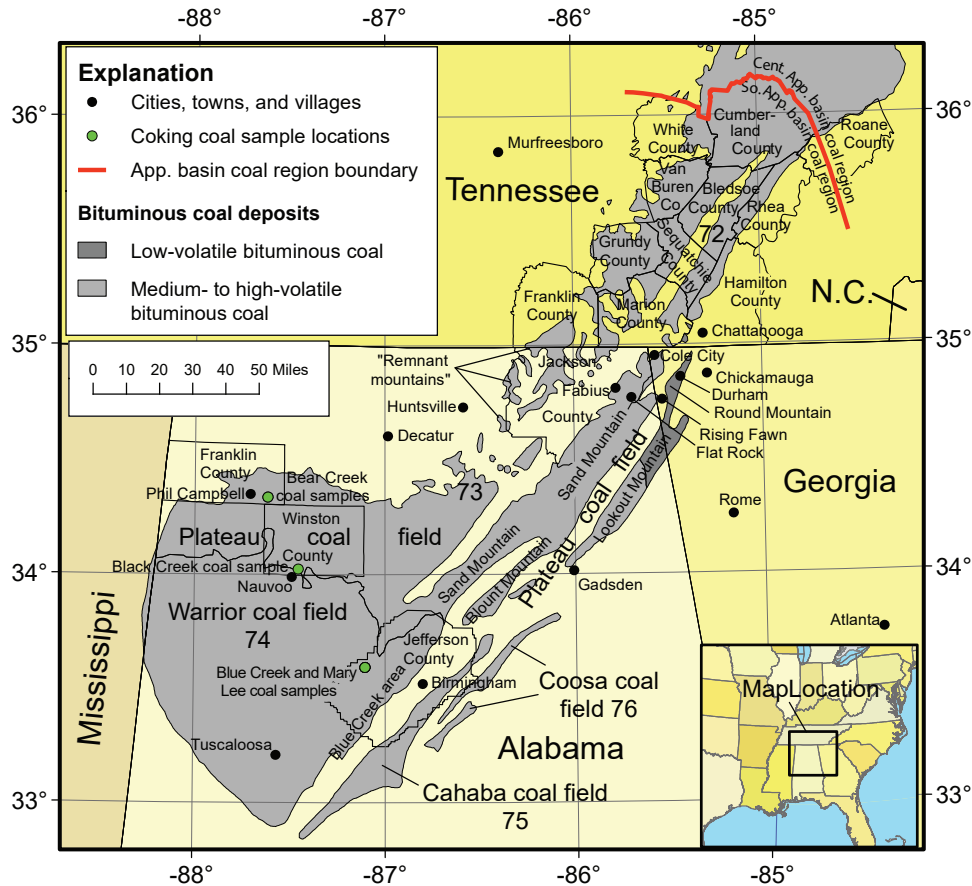 -88°
-87°
-86°
-85°
Explanation
Cities, towns, and villages
Coking coal sample locations
App. basin coal region boundary
Bituminous coal deposits
Low-volatile bituminous coal
Medium- to high-volatile
bituminous coal
0 10 20 30 40 50 Miles
36°
35°
34°
33°
36°
35°
34°
33°
Cent. App. basin coal region
So. App. basin coal region
White
County
Cumber-
land
County
Roane
County
Murfreesboro
Tennessee
Van
Buren
Co
Bledsoe
County
Rhea
County
72
Sequatchie
County
Grundy
County
Hamilton
County
N.C.
Franklin
County
Marion
County
Chattanooga
"Remnant
mountains"
Jackson
County
Cole City
Chickamauga
Durham
Round Mountain
Rising Fawn
Flat Rock
Fabius
Huntsville
Decatur
Sand Mountain
Plateau coal field
Lookout Mountain
Georgia
Rome
Franklin
County
Bear Creek
coal samples
Phil Campbell
73
Plateau coal field
Winston
County
Black Creek coal sample
Nauvoo
Sand Mountain
Blount Mountain
Gadsden
Atlanta
Mississippi
Warrior coal field
74
Jefferson
County
Blue Creek and Mary
Lee coal samples
Blue Creek area
Birmingham
Coosa coal
field 76
Tuscaloosa
Alabama
Cahaba coal field
75
MapLocation
-88°
-87°
-86°
-85°